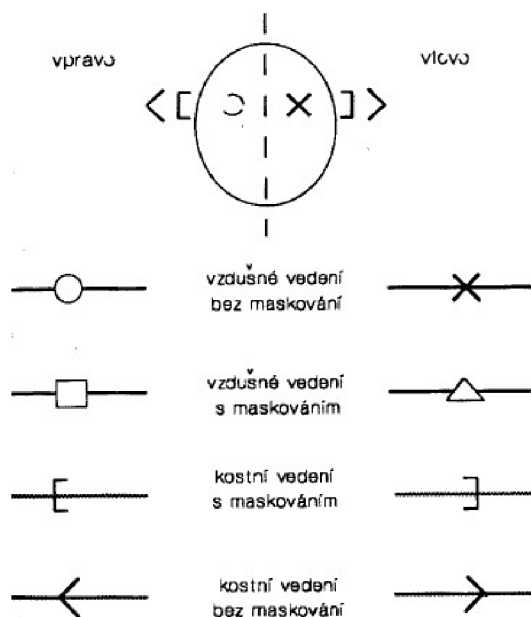 vpravo
vlevo
vzdušné vedení
bez maskování
vzdušné vedení
s maskováním
kostní vedení
s maskováním
kostní vedení
bez maskování